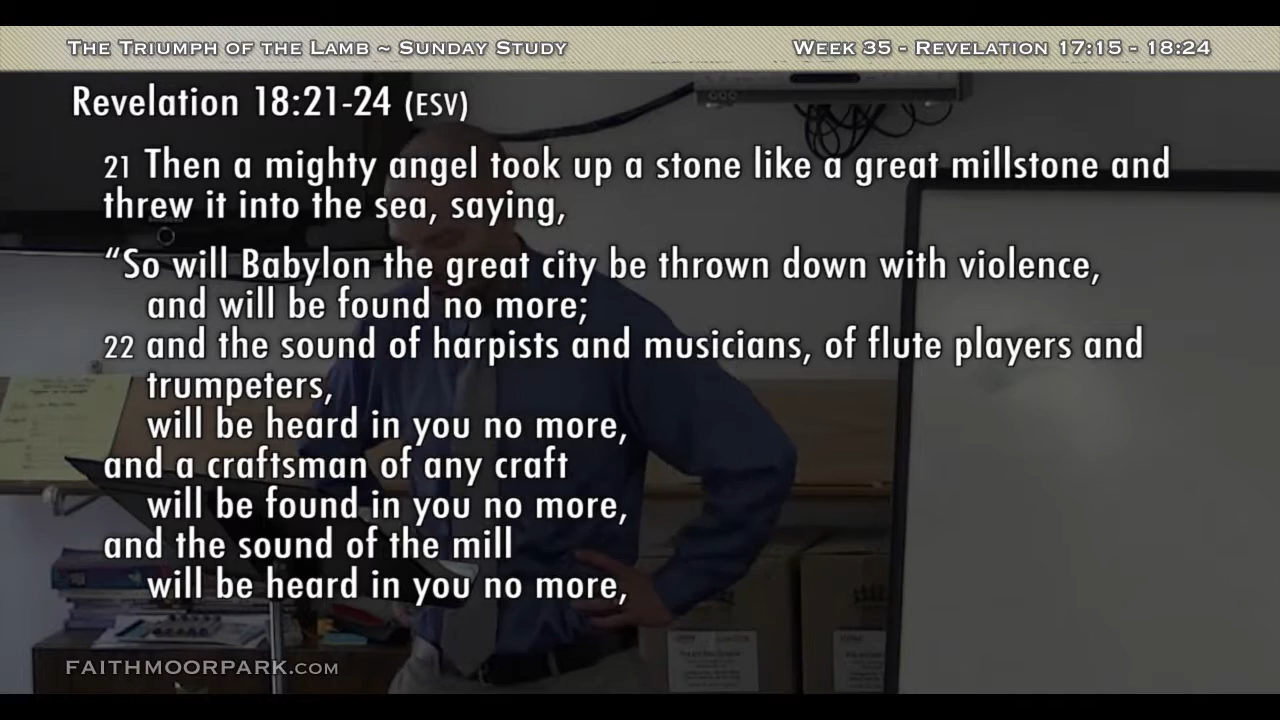 The Triumph of the Lamb ~ Sunday Study
Week 35 - Revelation 17:15 - 18:24
Revelation 18:21-24 (ESV)
21 Then a mighty angel took up a stone like a great millstone and
threw it into the sea, saying,
“So will Babylon the great city be thrown down with violence,
and will be found no more;
22 and the sound of harpists and musicians, of flute players and
trumpeters,
will be heard in you no more,
and a craftsman of any craft
will be found in you no more,
and the sound of the mill
will be heard in you no more,
FAITHMOORPARK.COM